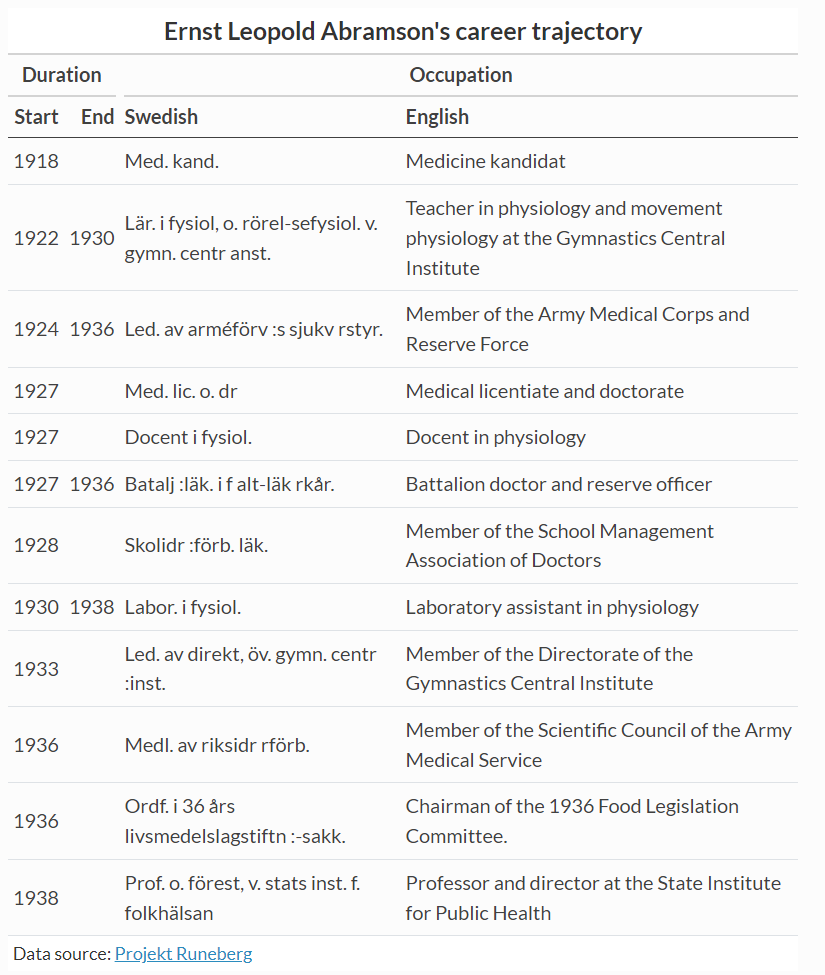 Ernst Leopold Abramson's career trajectory
Duration Occupation
Start End Swedish English
1918 Med. kand. Medicine kandidat
1922 1930 Lär. i fysiol, o. rörel-sefysiol. v.
gymn. centr anst.
Teacher in physiology and movement
physiology at the Gymnastics Central
Institute
1924 1936 Led. av arméförv :s sjukv rstyr.
Member of the Army Medical Corps and
Reserve Force
1927 Med. lic. o. dr Medical licentiate and doctorate
1927 Docent i fysiol. Docent in physiology
1927 1936 Batalj :läk. i f alt-läk rkår. Battalion doctor and reserve officer
1928 Skolidr :förb. läk.
Member of the School Management
Association of Doctors
1930 1938 Labor. i fysiol. Laboratory assistant in physiology
1933 Led. av direkt, öv. gymn. centr
:inst.
Member of the Directorate of the
Gymnastics Central Institute
1936 Medl. av riksidr rförb.
Member of the Scientific Council of the Army
Medical Service
1936 Ordf. i 36 års
livsmedelslagstiftn :-sakk.
Chairman of the 1936 Food Legislation
Committee.
1938 Prof. o. förest, v. stats inst. f.
folkhälsan
Professor and director at the State Institute
for Public Health
Data source: Projekt Runeberg